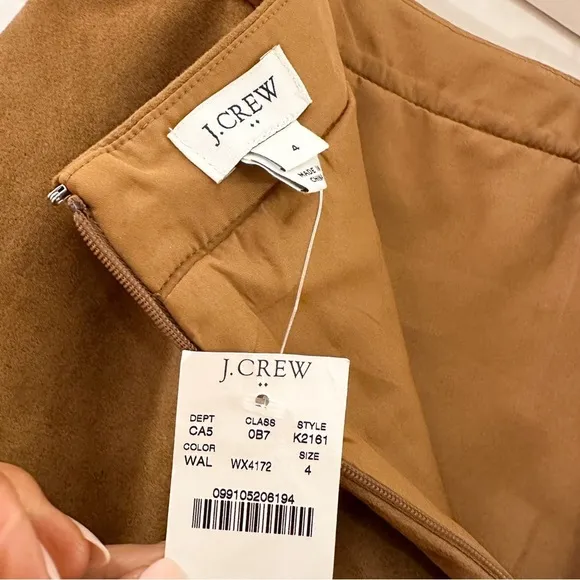 J.CREW
4
MADE IN
CHINA
J.CREW
DEPT CLASS STYLE
CA5 0B7 K2161
COLOR SIZE
WAL WX4172 4
099105206194